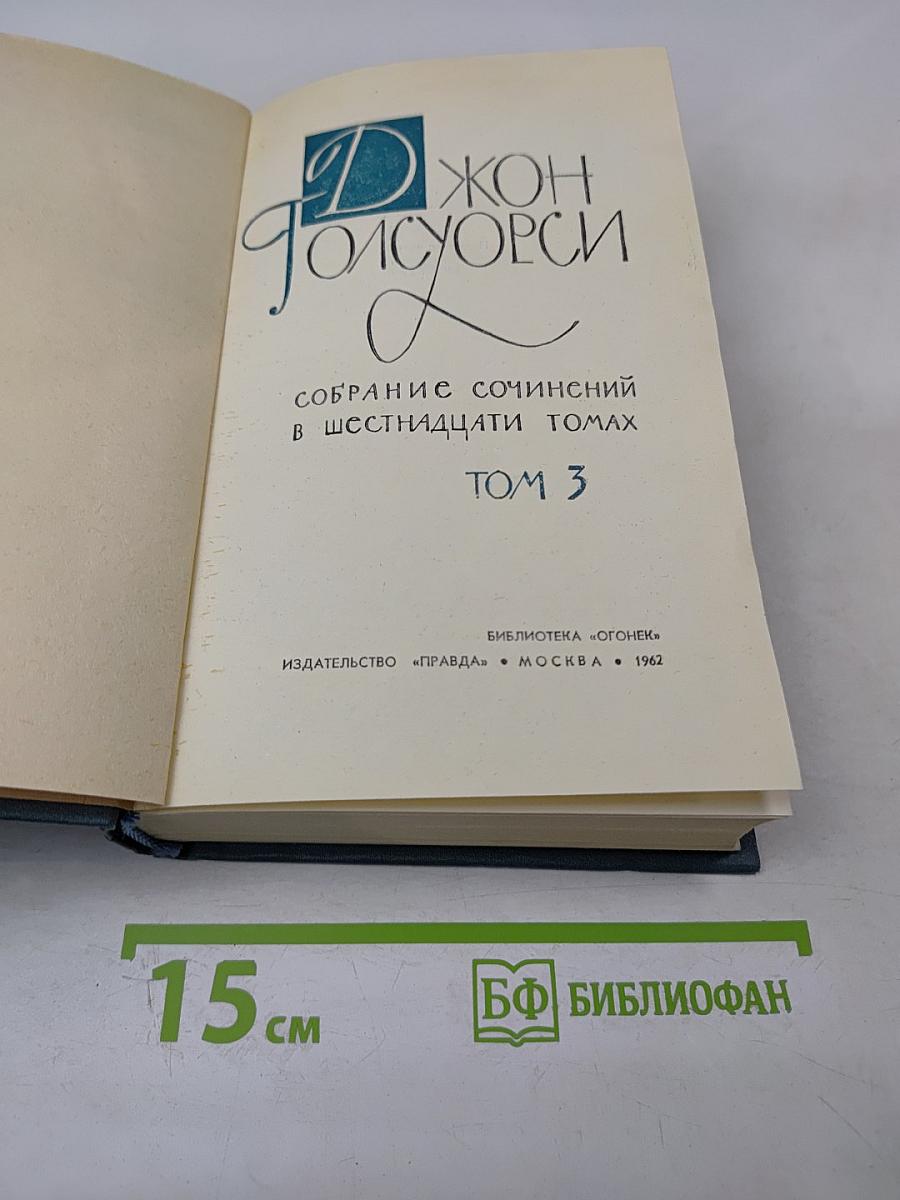 Джон
Голсуорси
СОБРАНИЕ СОЧИНЕНИЙ
В ШЕСТНАДЦАТИ ТОМАХ
ТОМ 3
БИБЛИОТЕКА «ОГОНЕК»
ИЗДАТЕЛЬСТВО «ПРАВДА» • МОСКВА • 1962
15 см
БФ БИБЛИОФАН